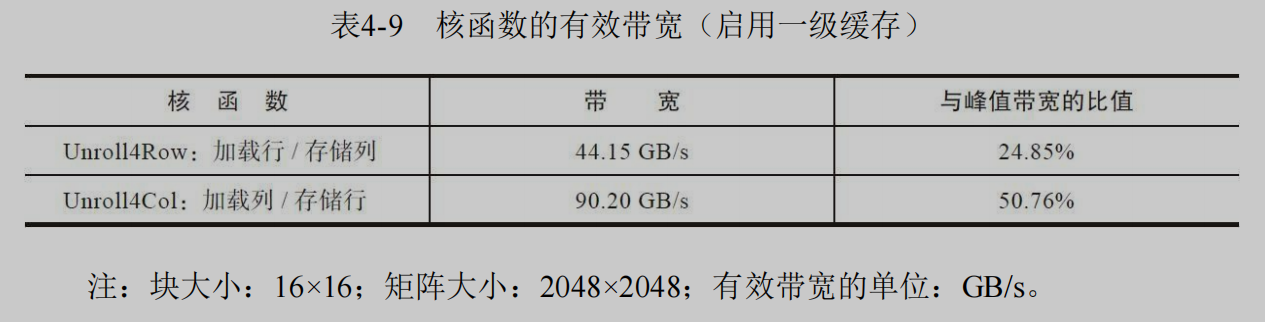 表4-9 核函数的有效带宽（启用一级缓存）
核 函 数 带 宽 与峰值带宽的比值
Unroll4Row：加载行 / 存储列 44.15 GB/s 24.85%
Unroll4Col：加载列 / 存储行 90.20 GB/s 50.76%
注：块大小：16×16；矩阵大小：2048×2048；有效带宽的单位：GB/s。